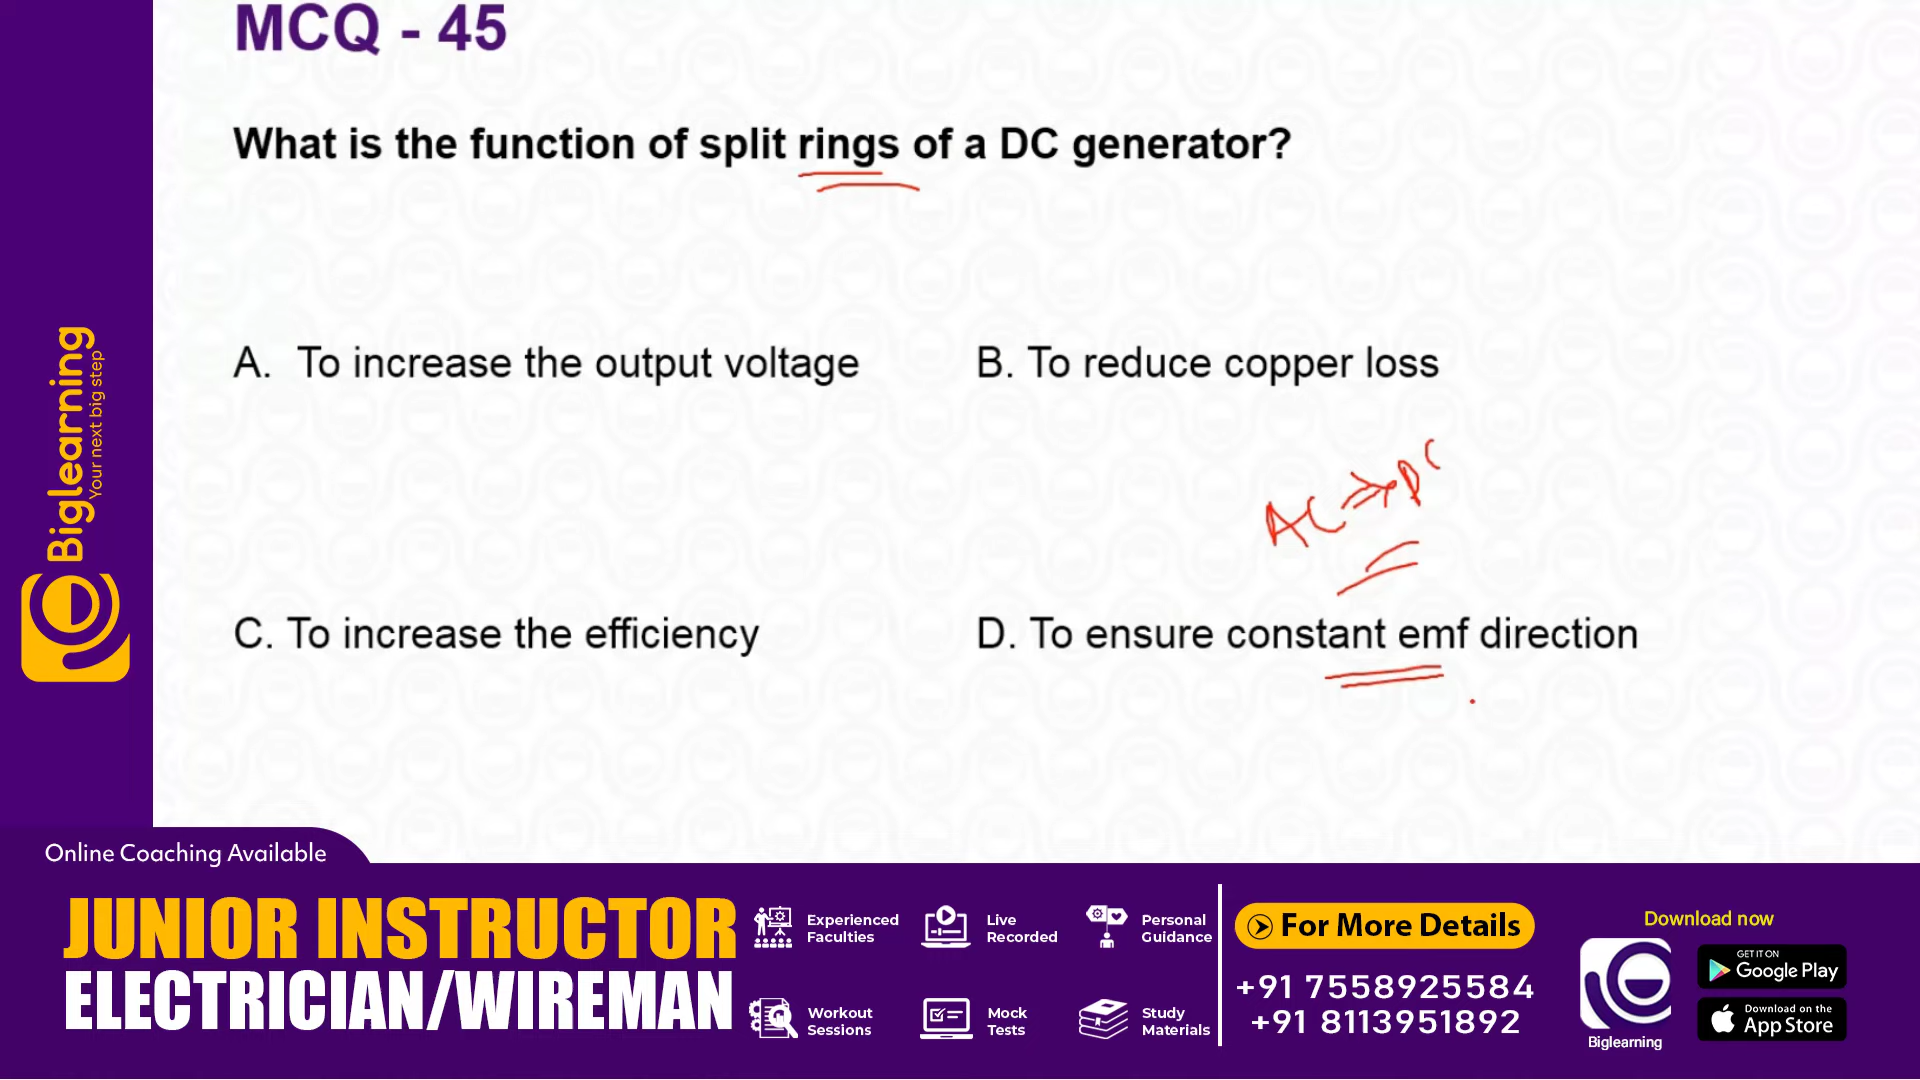 MCQ - 45
What is the function of split rings of a DC generator?
A. To increase the output voltage
B. To reduce copper loss
AC ⇒ DC
C. To increase the efficiency
D. To ensure constant emf direction
Biglearning
Your next big step
Online Coaching Available
JUNIOR INSTRUCTOR
ELECTRICIAN/WIREMAN
Experienced
Faculties
Live
Recorded
Personal
Guidance
Workout
Sessions
Mock
Tests
Study
Materials
For More Details
+91 7558925584
+91 8113951892
Download now
Biglearning
GET IT ON
Google Play
Download on the
App Store